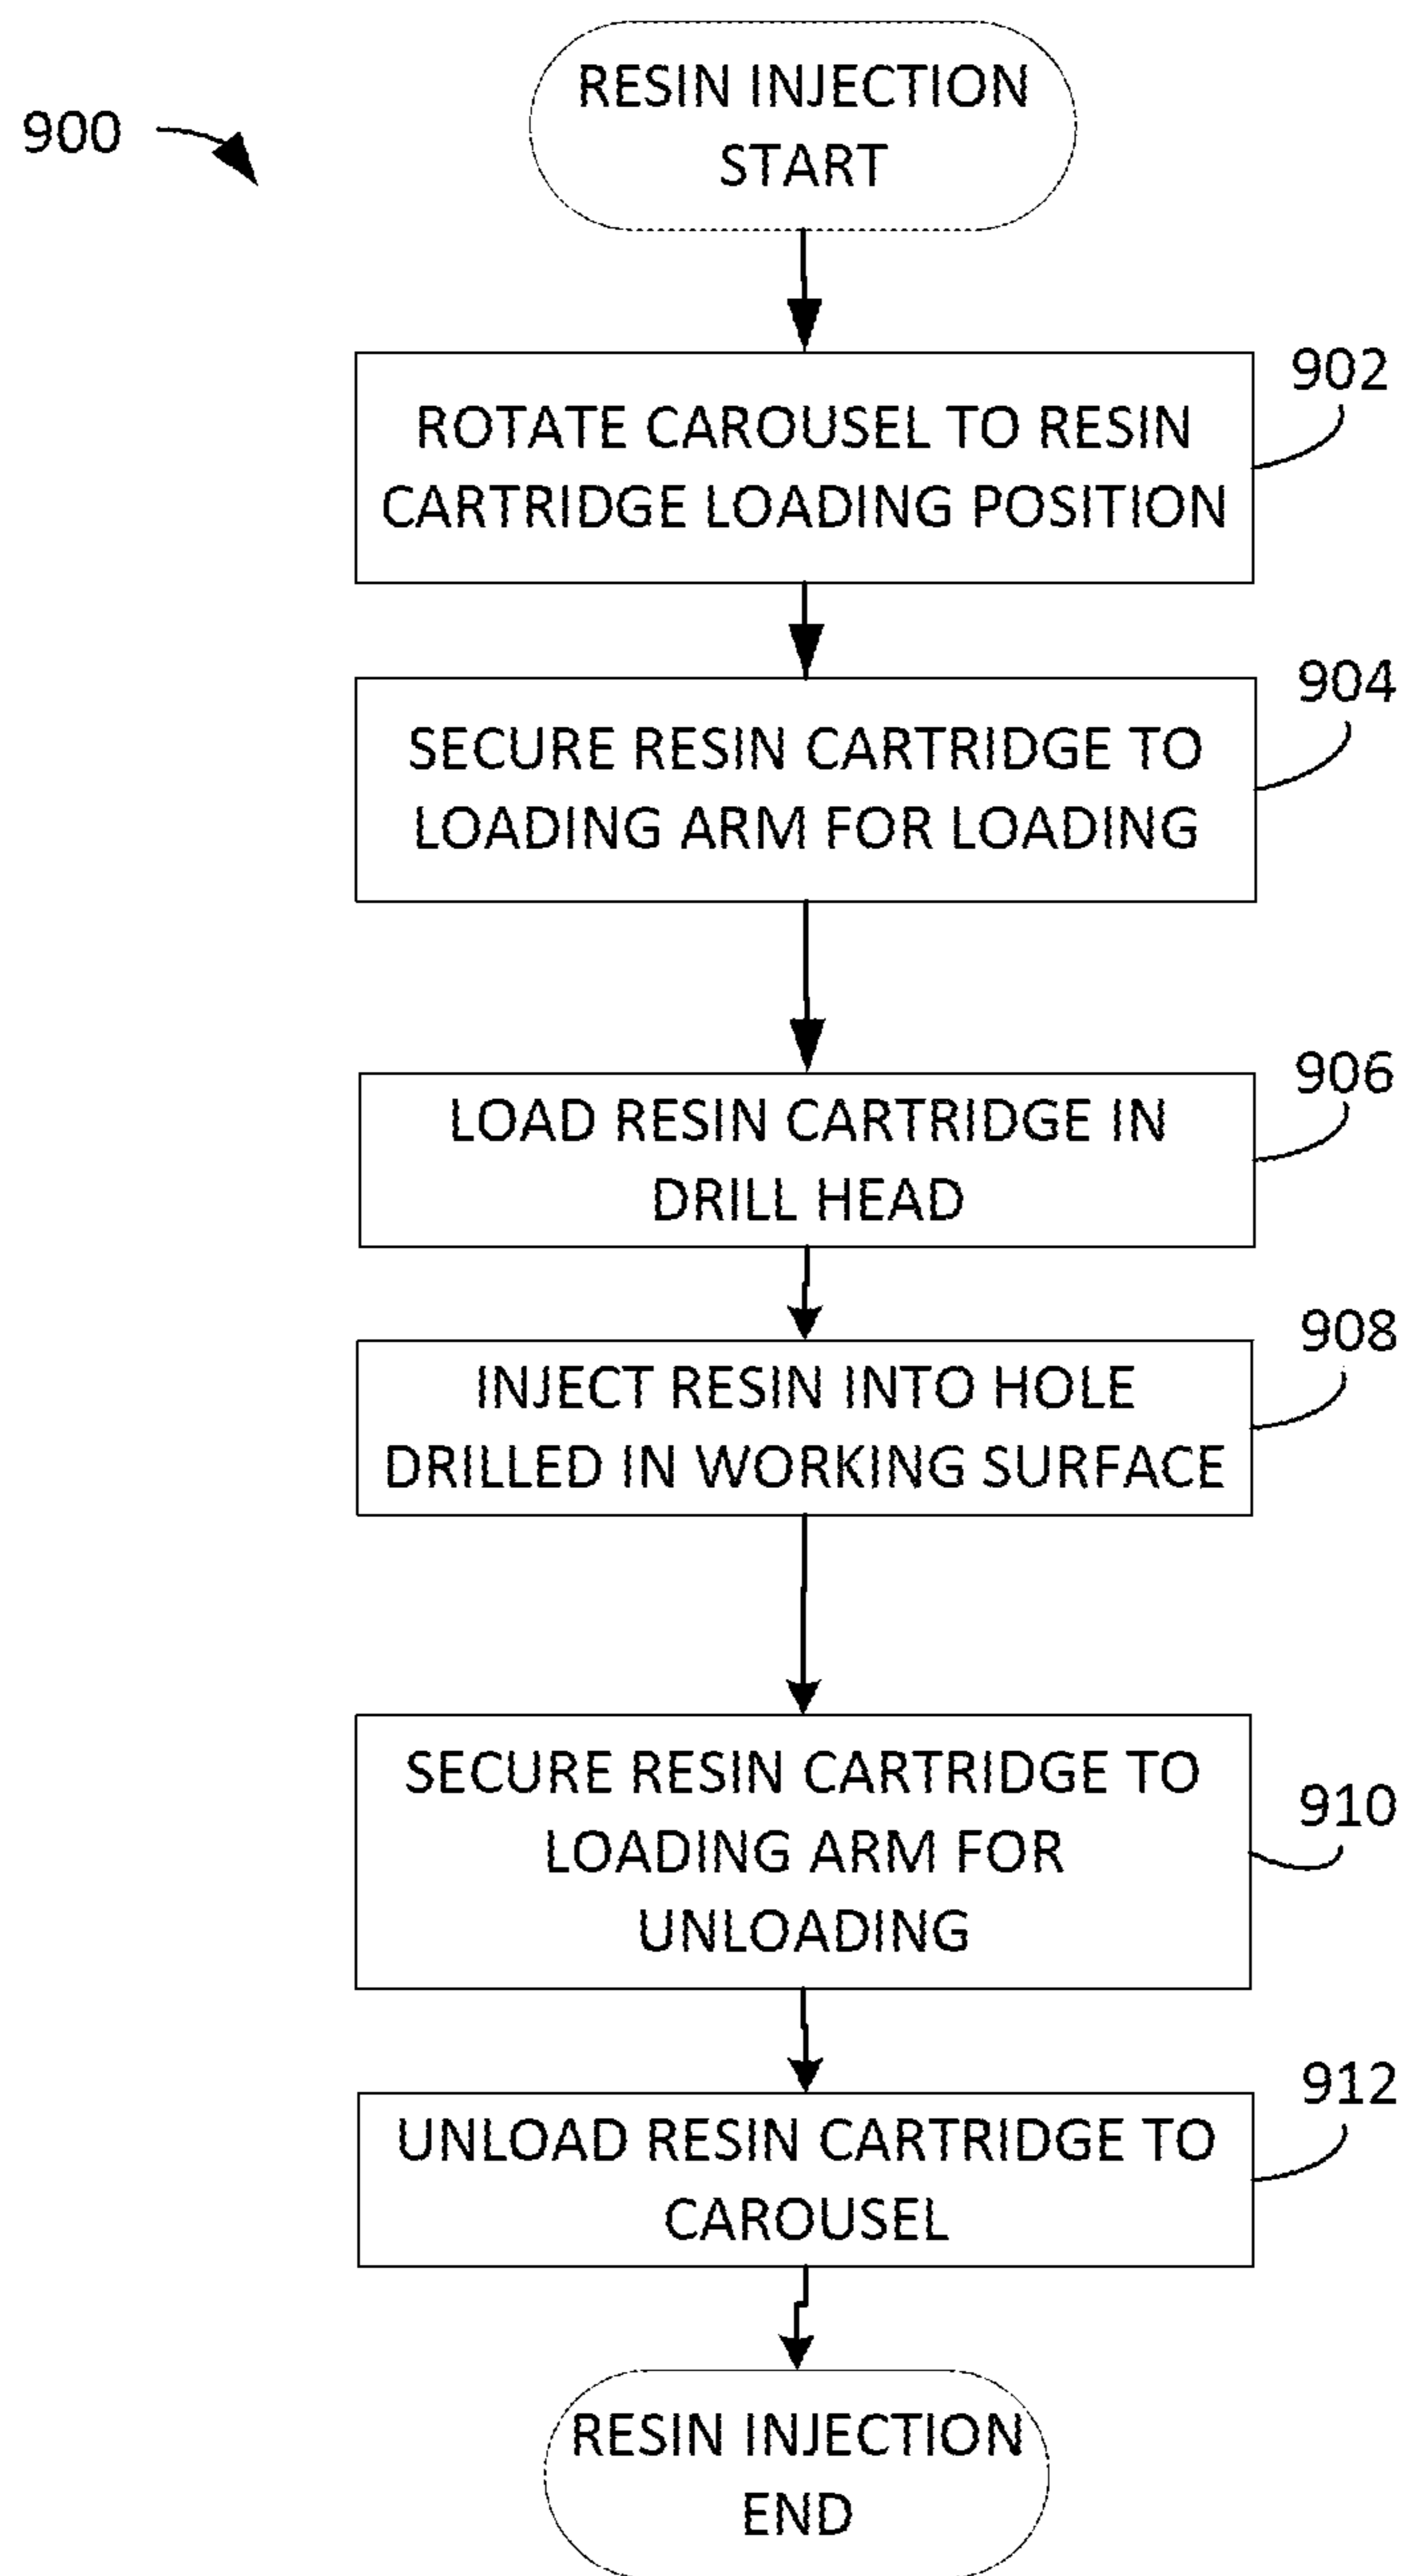 RESIN INJECTION
START
900
ROTATE CAROUSEL TO RESIN
CARTRIDGE LOADING POSITION
902
SECURE RESIN CARTRIDGE TO
LOADING ARM FOR LOADING
904
LOAD RESIN CARTRIDGE IN
DRILL HEAD
906
INJECT RESIN INTO HOLE
DRILLED IN WORKING SURFACE
908
SECURE RESIN CARTRIDGE TO
LOADING ARM FOR
UNLOADING
910
UNLOAD RESIN CARTRIDGE TO
CAROUSEL
912
RESIN INJECTION
END